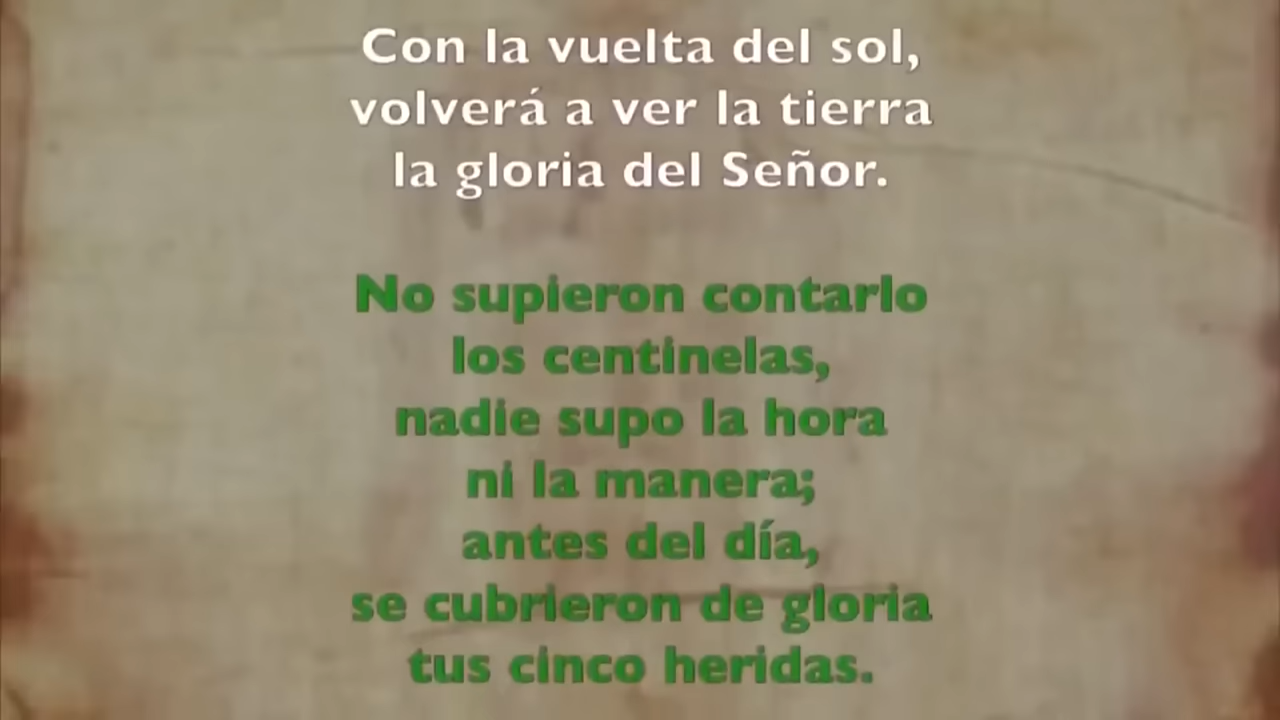 Con la vuelta del sol,
volverá a ver la tierra
la gloria del Señor.
No supieron contarlo
los centinelas,
nadie supo la hora
ni la manera;
antes del día,
se cubrieron de gloria
tus cinco heridas.